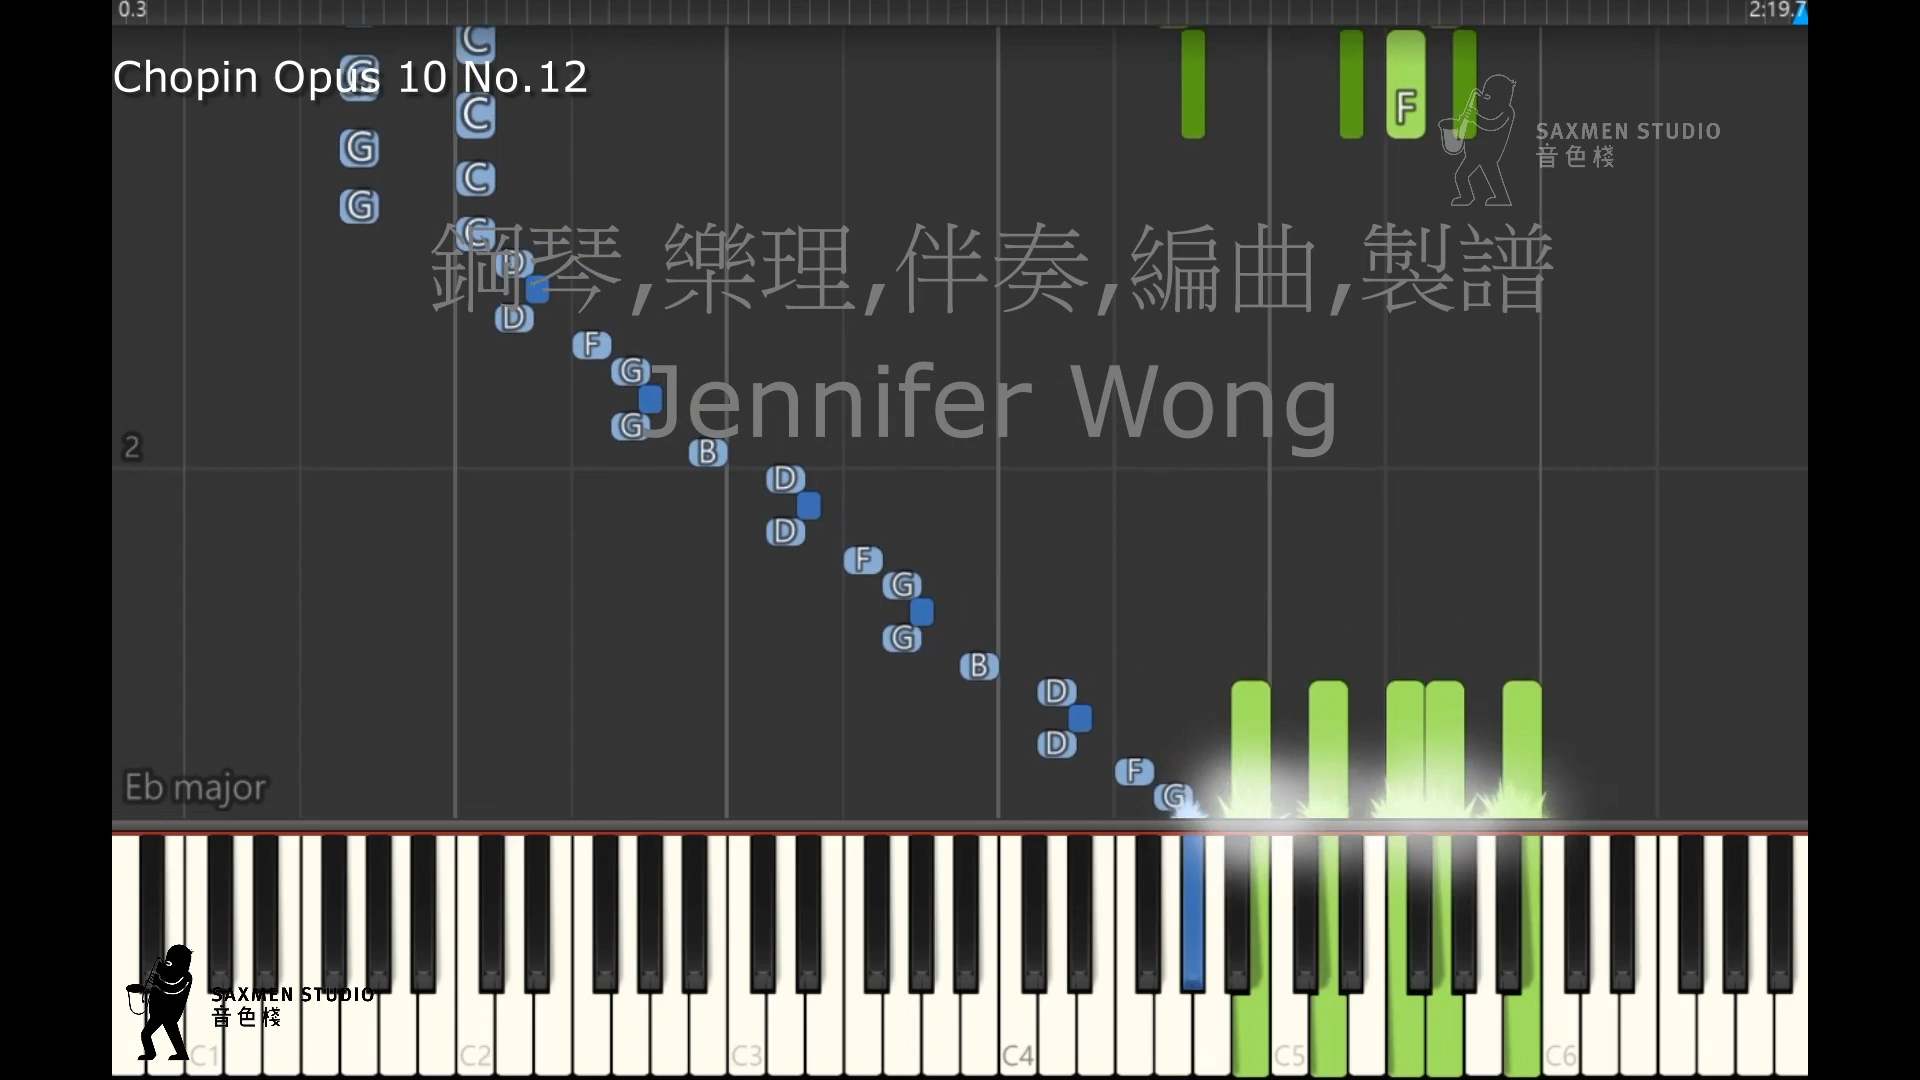 0.3
2:19.7
Chopin Opus 10 No.12
C
G
C
F
SAXMEN STUDIO
音色棧
G
C
G
C
D
鋼琴,樂理,伴奏,編曲,製譜
D
F
G
Jennifer Wong
G
2
B
D
D
F
G
G
B
D
D
F
Eb major
G
SAXMEN STUDIO
音色棧
C1
C2
C3
C4
C5
C6